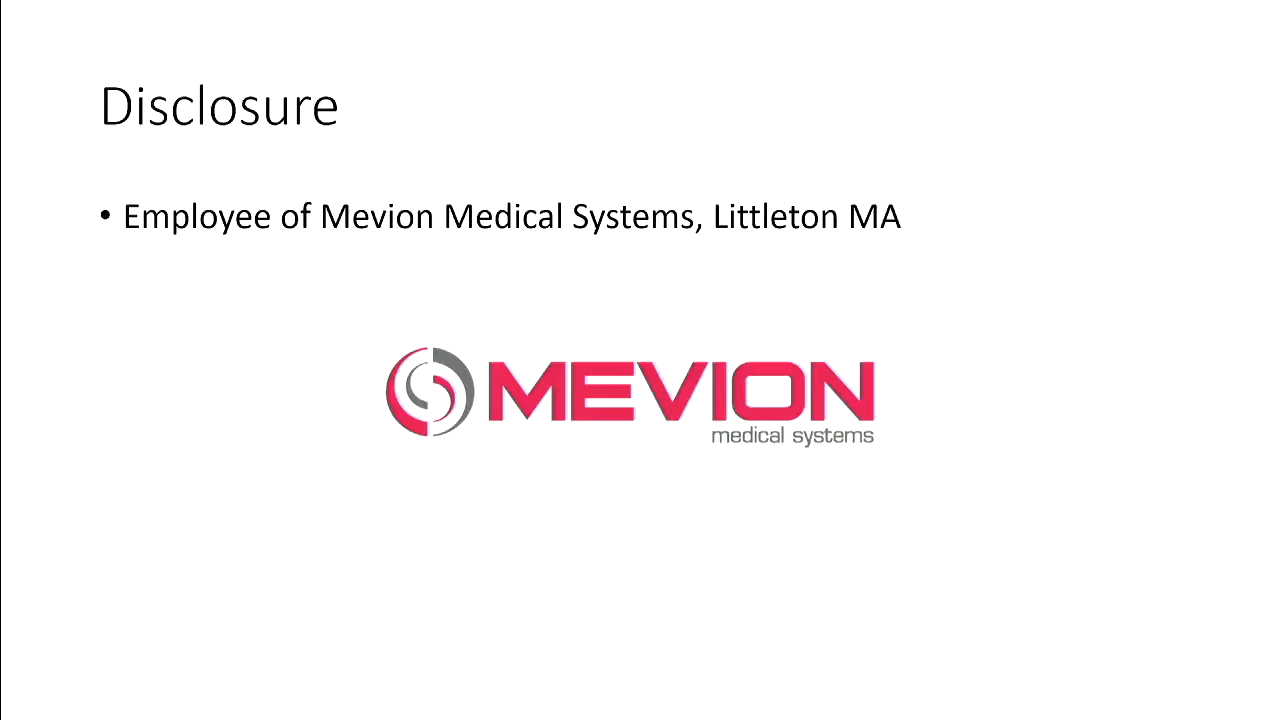 Disclosure
• Employee of Mevion Medical Systems, Littleton MA
MEVION
medical systems